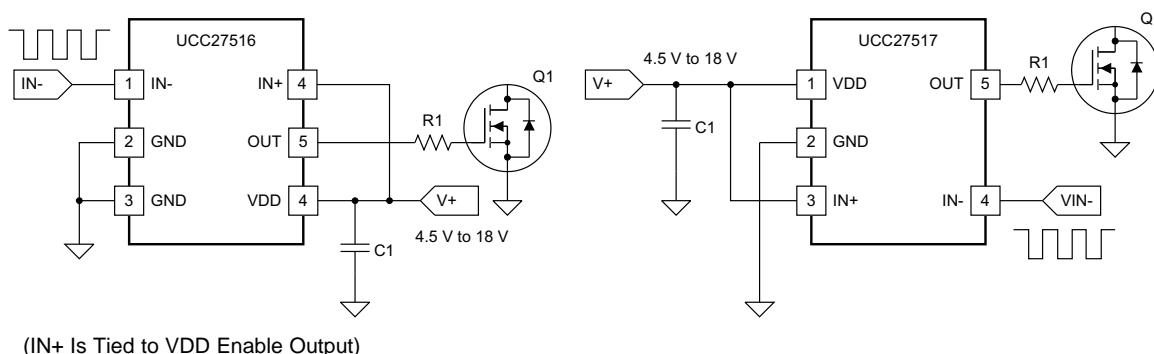 UCC27516
IN-
1
IN-
IN+
4
2
GND
OUT
5
R1
Q1
3
GND
VDD
4
V+
4.5 V to 18 V
C1
UCC27517
4.5 V to 18 V
V+
C1
1
VDD
OUT
5
R1
Q
2
GND
3
IN+
IN-
4
VIN-
(IN+ Is Tied to VDD Enable Output)